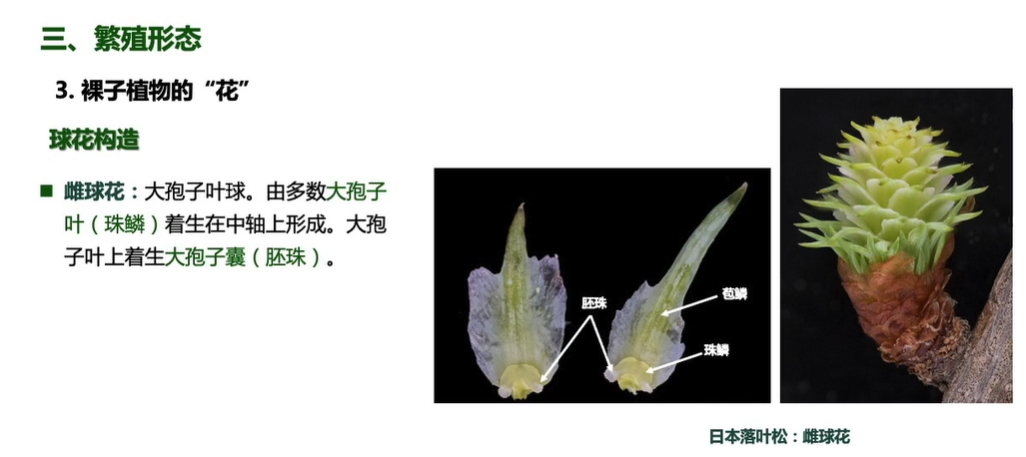 三、繁殖形态
3. 裸子植物的“花”
球花构造
■ 雌球花：大孢子叶球。由多数大孢子
叶（珠鳞）着生在中轴上形成。大孢
子叶上着生大孢子囊（胚珠）。
胚珠
苞鳞
珠鳞
日本落叶松：雌球花